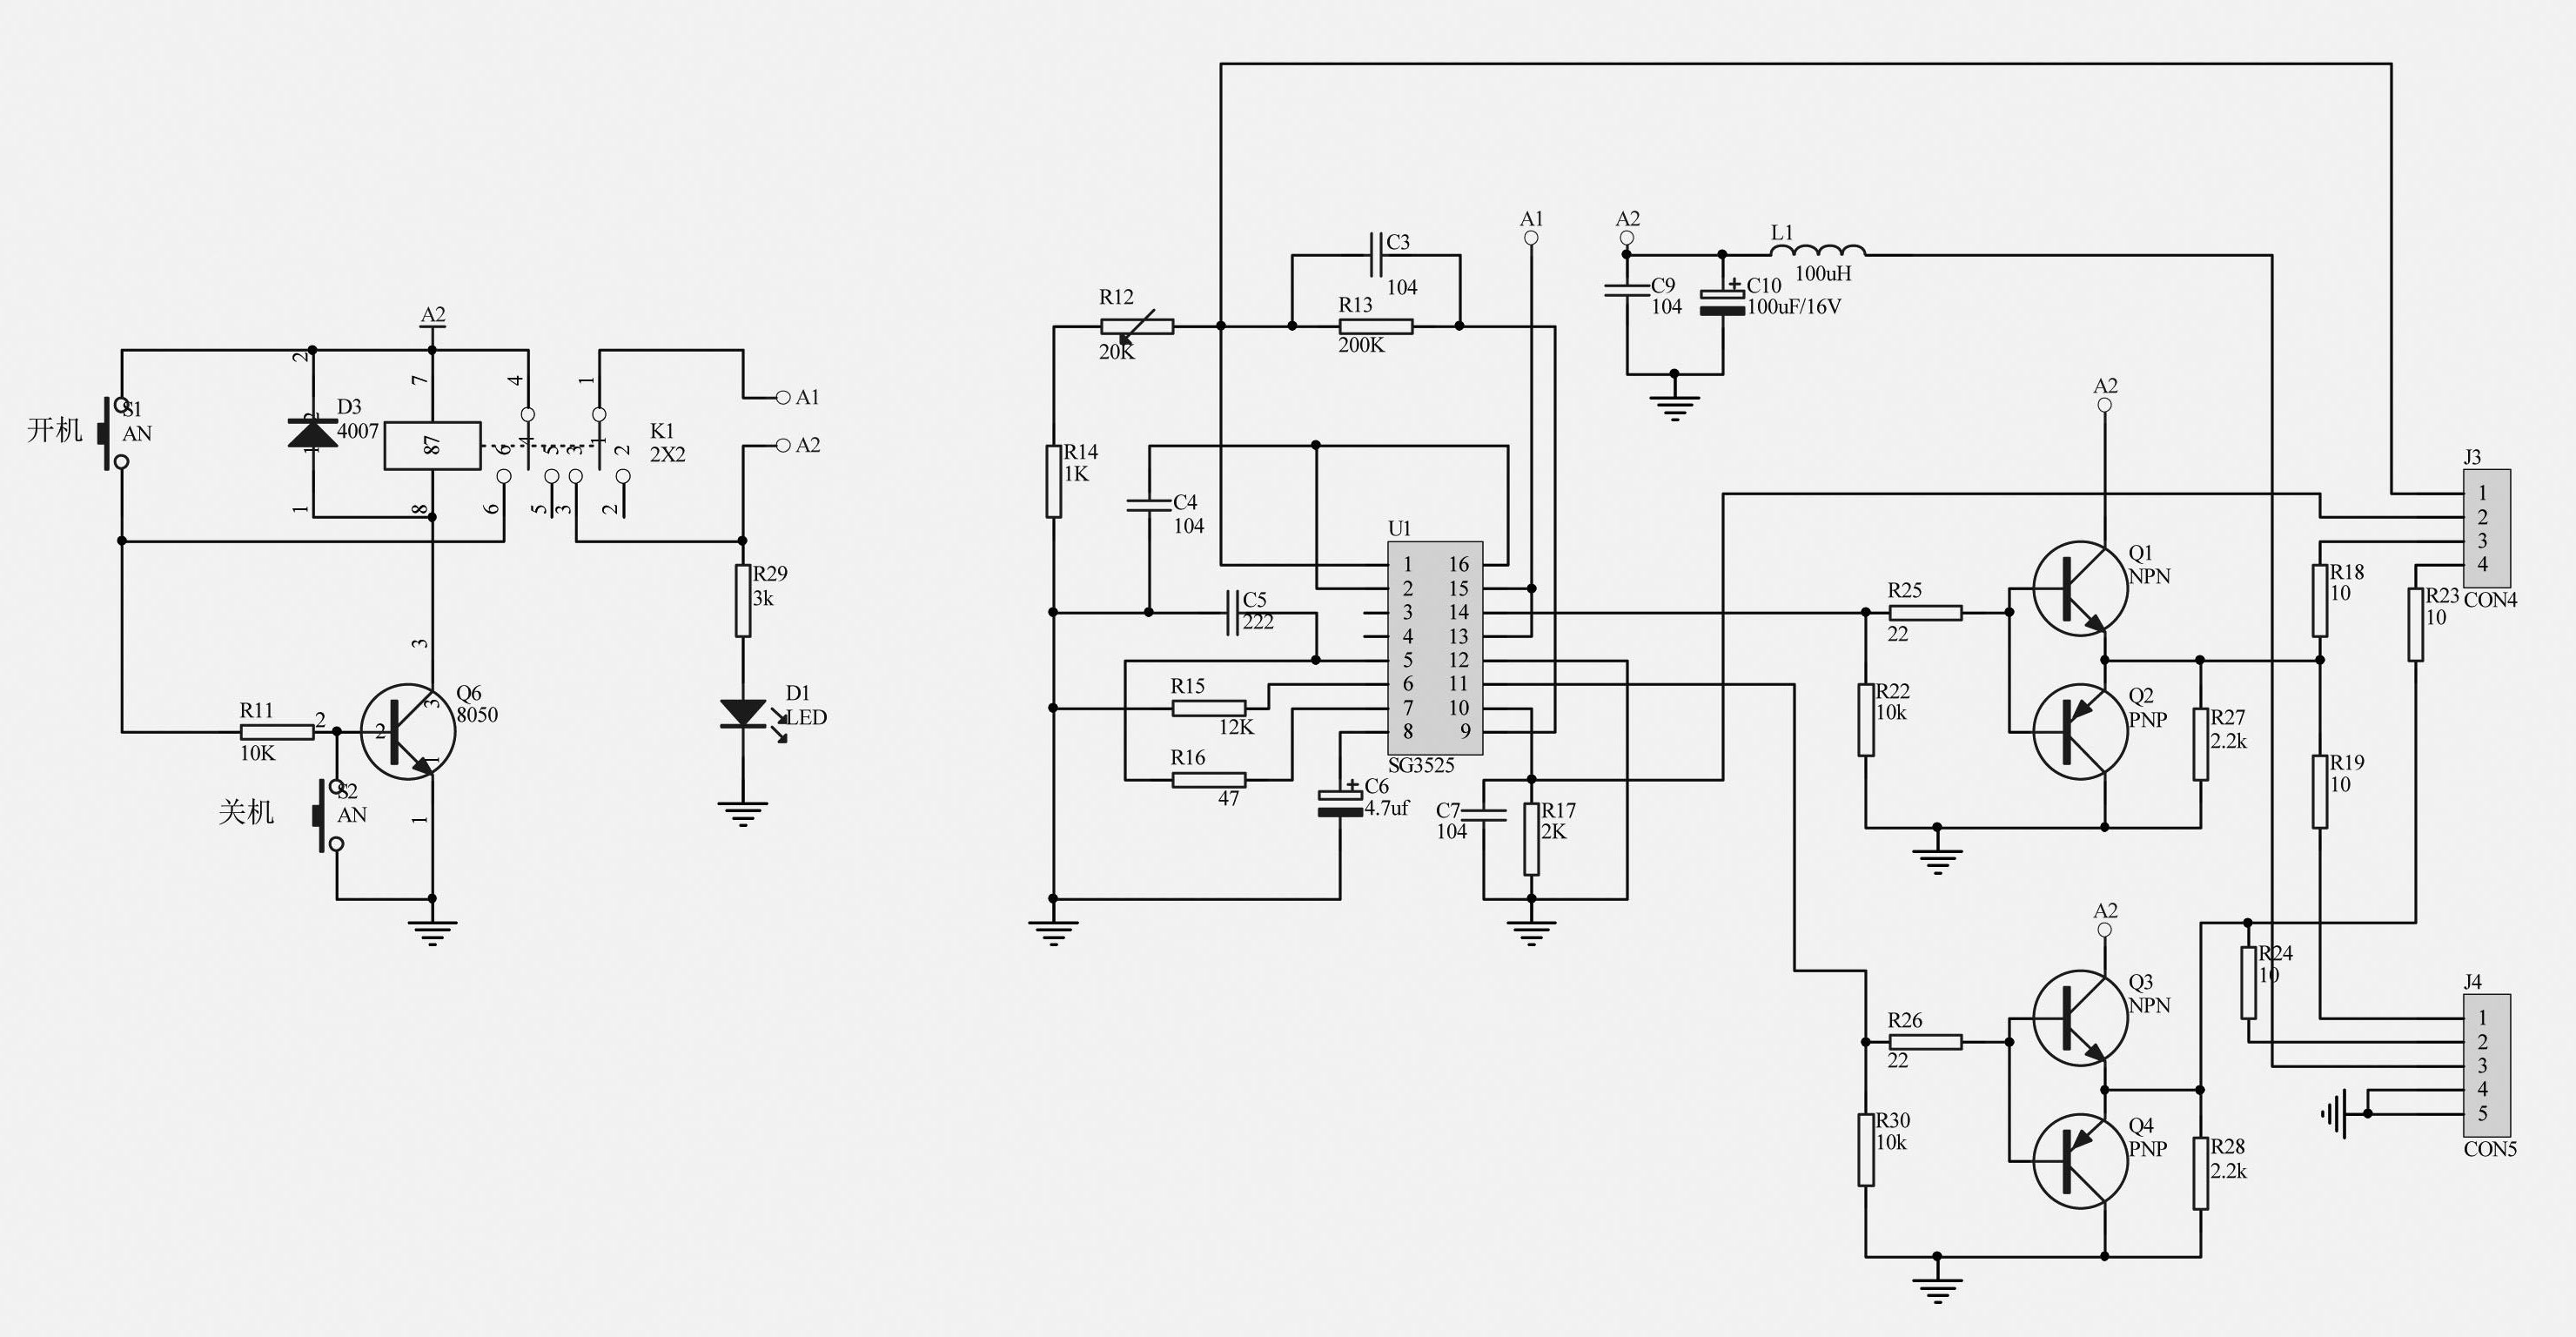 A2
2
7
4
1
开机
S1
AN
2
1
D3
4007
87
6
4
5
3
1
2
K1
2X2
A1
A2
1
8
6
5
3
2
R29
3k
D1
LED
3
R11
10K
2
2
3
1
Q6
8050
关机
S2
AN
1
R12
20K
R14
1K
C3
104
R13
200K
A1
A2
C9
104
C10
100uF/16V
L1
100uH
C4
104
C5
222
R15
12K
R16
47
U1
1 16
2 15
3 14
4 13
5 12
6 11
7 10
8 9
SG3525
C6
4.7uf
C7
104
R17
2K
A2
Q1
NPN
R25
22
R22
10k
Q2
PNP
R27
2.2k
R18
10
R19
10
R23
10
J3
1
2
3
4
CON4
A2
Q3
NPN
R26
22
R30
10k
Q4
PNP
R28
2.2k
R24
10
J4
1
2
3
4
5
CON5